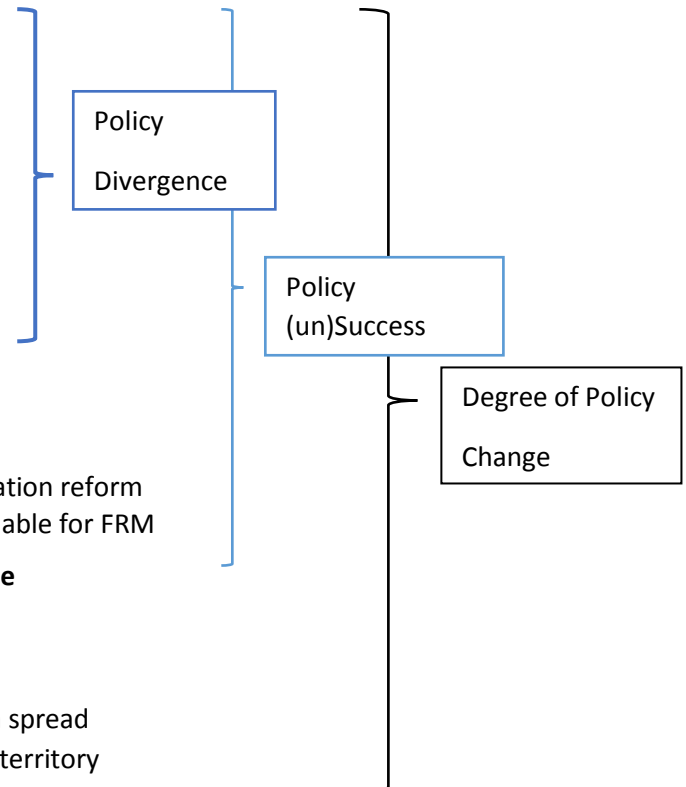 Policy
Divergence
Policy
(un)Success
Degree of Policy
Change
ation reform
able for FRM
e
spread
territory